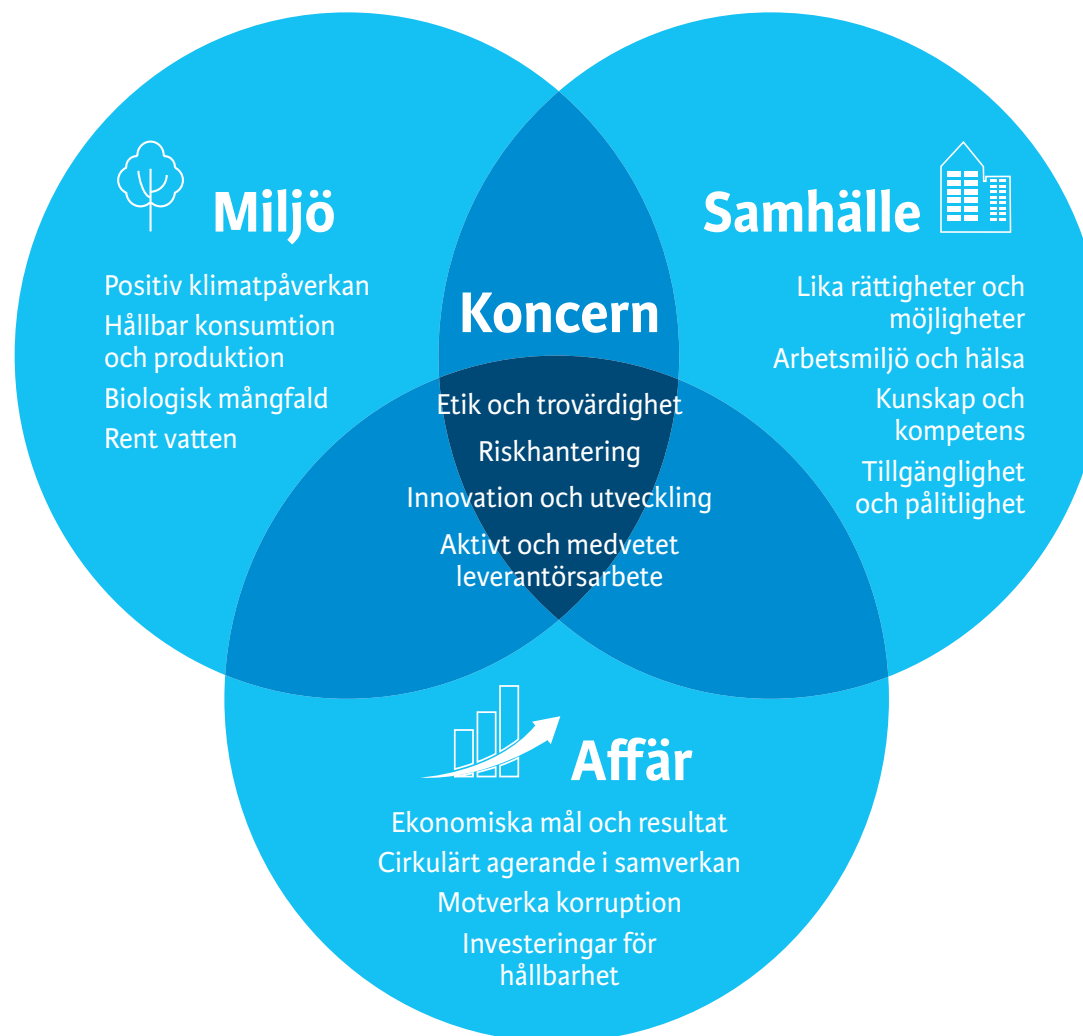 Miljö
Positiv klimatpåverkan
Hållbar konsumtion
och produktion
Biologisk mångfald
Rent vatten
Samhälle
Lika rättigheter och
möjligheter
Arbetsmiljö och hälsa
Kunskap och
kompetens
Tillgänglighet
och pålitlighet
Koncern
Etik och trovärdighet
Riskhantering
Innovation och utveckling
Aktivt och medvetet
leverantörsarbete
Affär
Ekonomiska mål och resultat
Cirkulärt agerande i samverkan
Motverka korruption
Investeringar för
hållbarhet